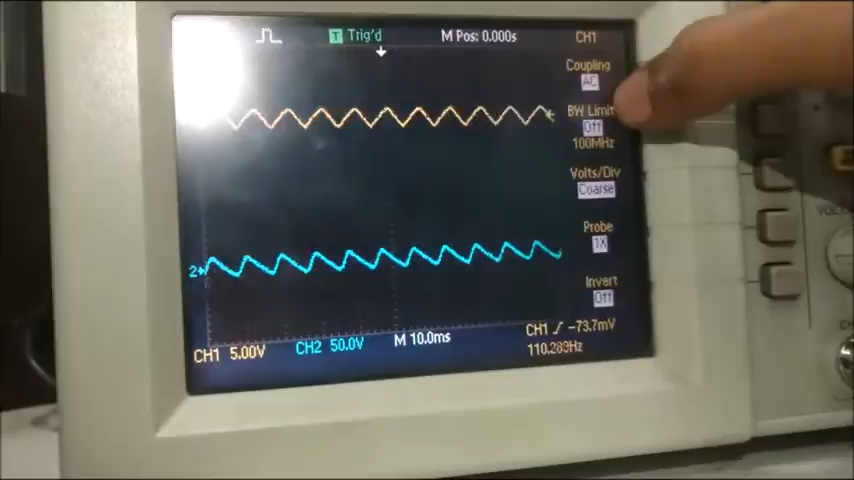 T Trig'd M Pos: 0.000s CH1
Coupling
AC
BW Limit
Off
100MHz
Volts/Div
Coarse
Probe
1X
Invert
Off
2
CH1 5.00V CH2 50.0V M 10.0ms CH1 -73.7mV
110.283Hz